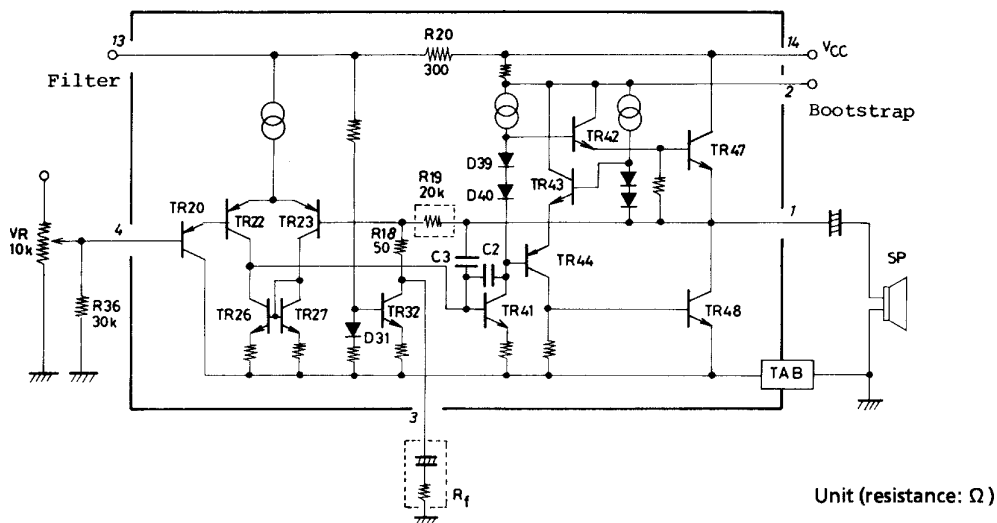 13
R20
300
14
VCC
Filter
2
Bootstrap
TR42
TR47
D39
TR43
R19
20k
D40
VR
10k
4
TR20
TR22
TR23
R18
50
1
C3
C2
TR44
SP
R36
30k
TR26
TR27
TR32
TR41
TR48
D31
TAB
3
Rf
Unit (resistance: Ω)